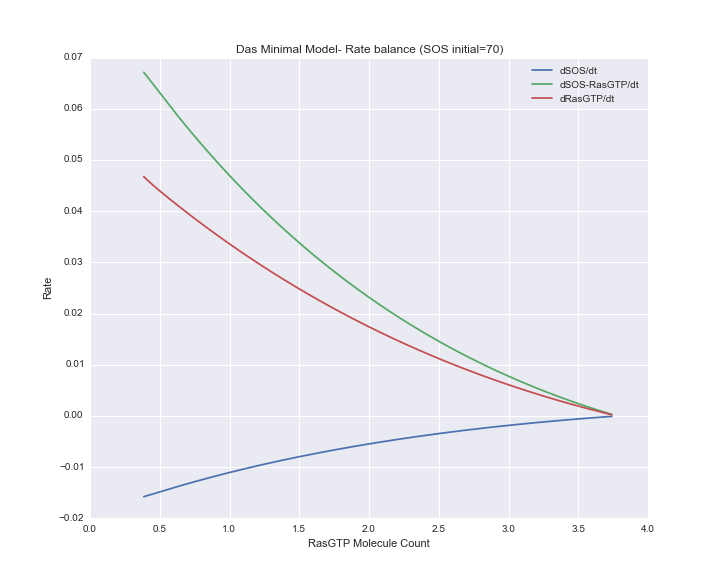 Das Minimal Model- Rate balance (SOS initial=70)
0.07
0.06
0.05
0.04
0.03
0.02
0.01
0.00
−0.01
−0.02
Rate
dSOS/dt
dSOS-RasGTP/dt
dRasGTP/dt
0.0 0.5 1.0 1.5 2.0 2.5 3.0 3.5 4.0
RasGTP Molecule Count